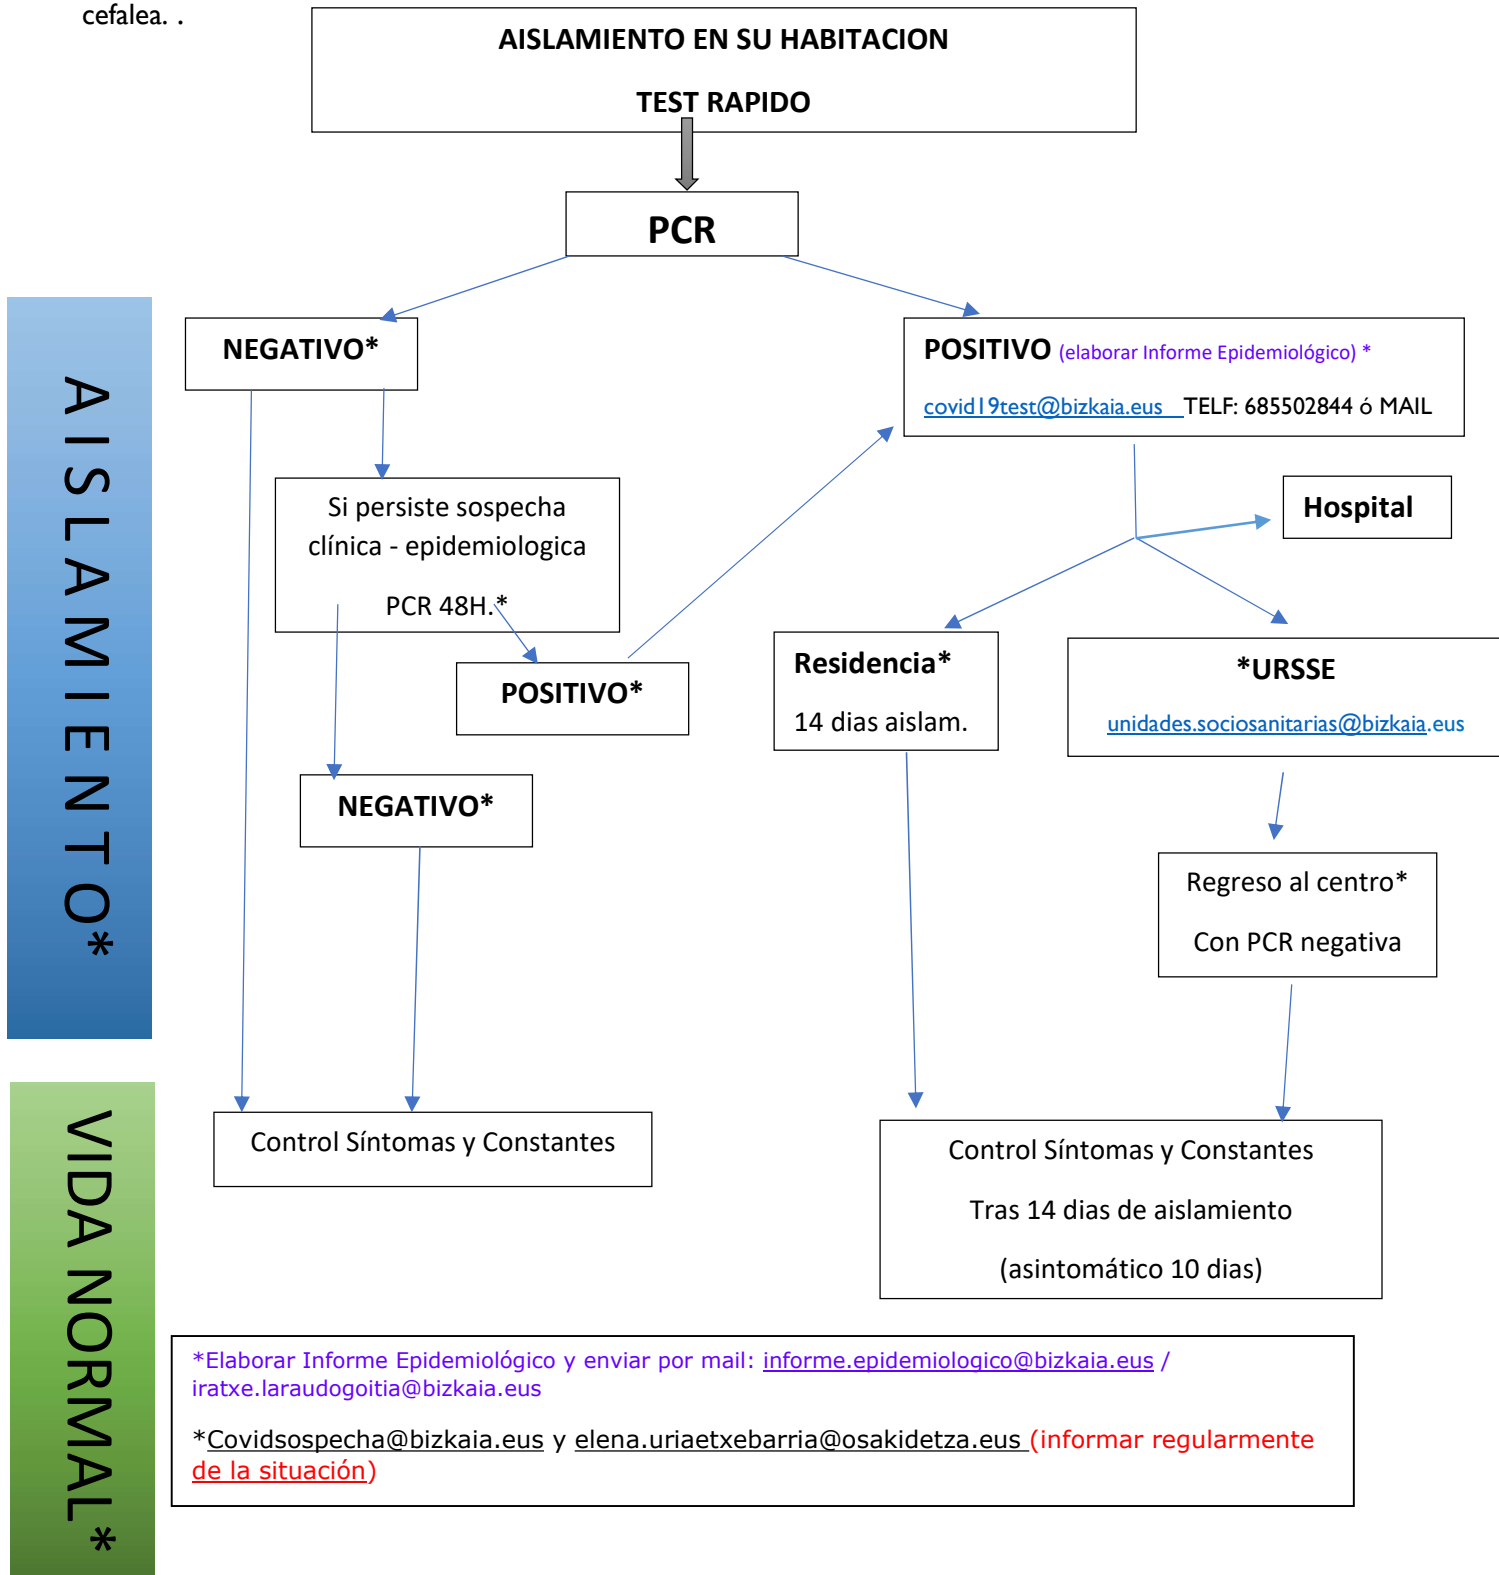 cefalea. .
AISLAMIENTO EN SU HABITACION
TEST RAPIDO
PCR
NEGATIVO*
POSITIVO (elaborar Informe Epidemiológico) *
covid19test@bizkaia.eus TELF: 685502844 ó MAIL
Si persiste sospecha
clínica - epidemiologica
PCR 48H.*
Hospital
POSITIVO*
Residencia*
14 dias aislam.
*URSSE
unidades.sociosanitarias@bizkaia.eus
NEGATIVO*
Regreso al centro*
Con PCR negativa
AISLAMIENTO*
Control Síntomas y Constantes
Control Síntomas y Constantes
Tras 14 dias de aislamiento
(asintomático 10 dias)
VIDA NORMAL*
*Elaborar Informe Epidemiológico y enviar por mail: informe.epidemiologico@bizkaia.eus /
iratxe.laraudogoitia@bizkaia.eus
*Covidsospecha@bizkaia.eus y elena.uriaetxebarria@osakidetza.eus (informar regularmente
de la situación)